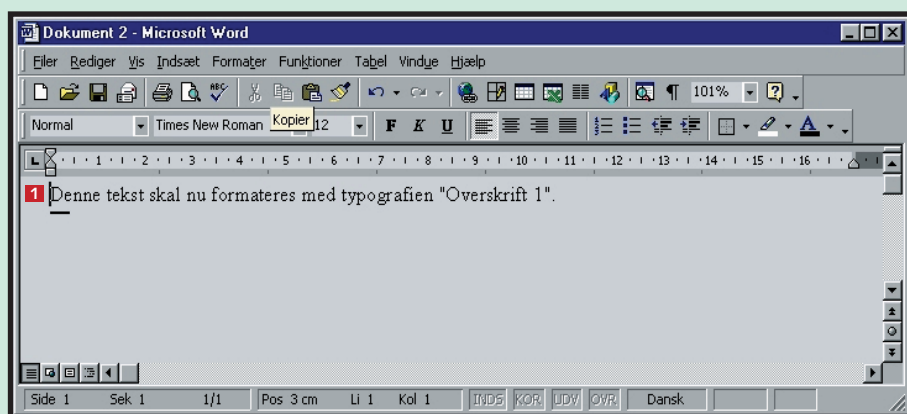 Dokument 2 - Microsoft Word
Filer Rediger Vis Indsæt Formater Funktioner Tabel Vindue Hjælp
ABC 101%
Normal Times New Roman Kopier 12 F K U A
1 2 3 4 5 6 7 8 9 10 11 12 13 14 15 16
1 Denne tekst skal nu formateres med typografien "Overskrift 1".
Side 1 Sek 1 1/1 Pos 3 cm Li 1 Kol 1 INDS KOR UDV OVR Dansk